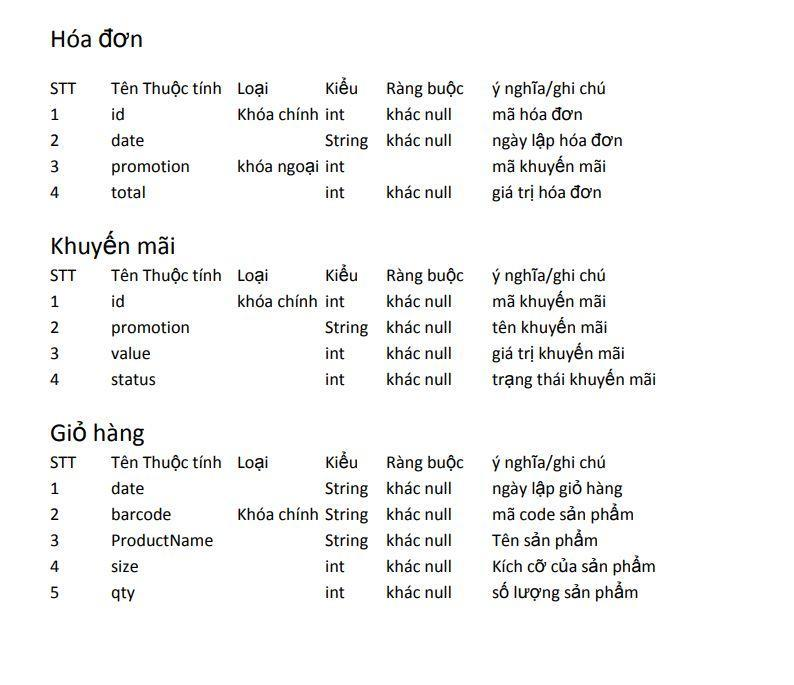 Hóa đơn
STT Tên Thuộc tính Loại Kiểu Ràng buộc ý nghĩa/ghi chú
1 id Khóa chính int khác null mã hóa đơn
2 date String khác null ngày lập hóa đơn
3 promotion khóa ngoại int mã khuyến mãi
4 total int khác null giá trị hóa đơn
Khuyến mãi
STT Tên Thuộc tính Loại Kiểu Ràng buộc ý nghĩa/ghi chú
1 id khóa chính int khác null mã khuyến mãi
2 promotion String khác null tên khuyến mãi
3 value int khác null giá trị khuyến mãi
4 status int khác null trạng thái khuyến mãi
Giỏ hàng
STT Tên Thuộc tính Loại Kiểu Ràng buộc ý nghĩa/ghi chú
1 date String khác null ngày lập giỏ hàng
2 barcode Khóa chính String khác null mã code sản phẩm
3 ProductName String khác null Tên sản phẩm
4 size int khác null Kích cỡ của sản phẩm
5 qty int khác null số lượng sản phẩm